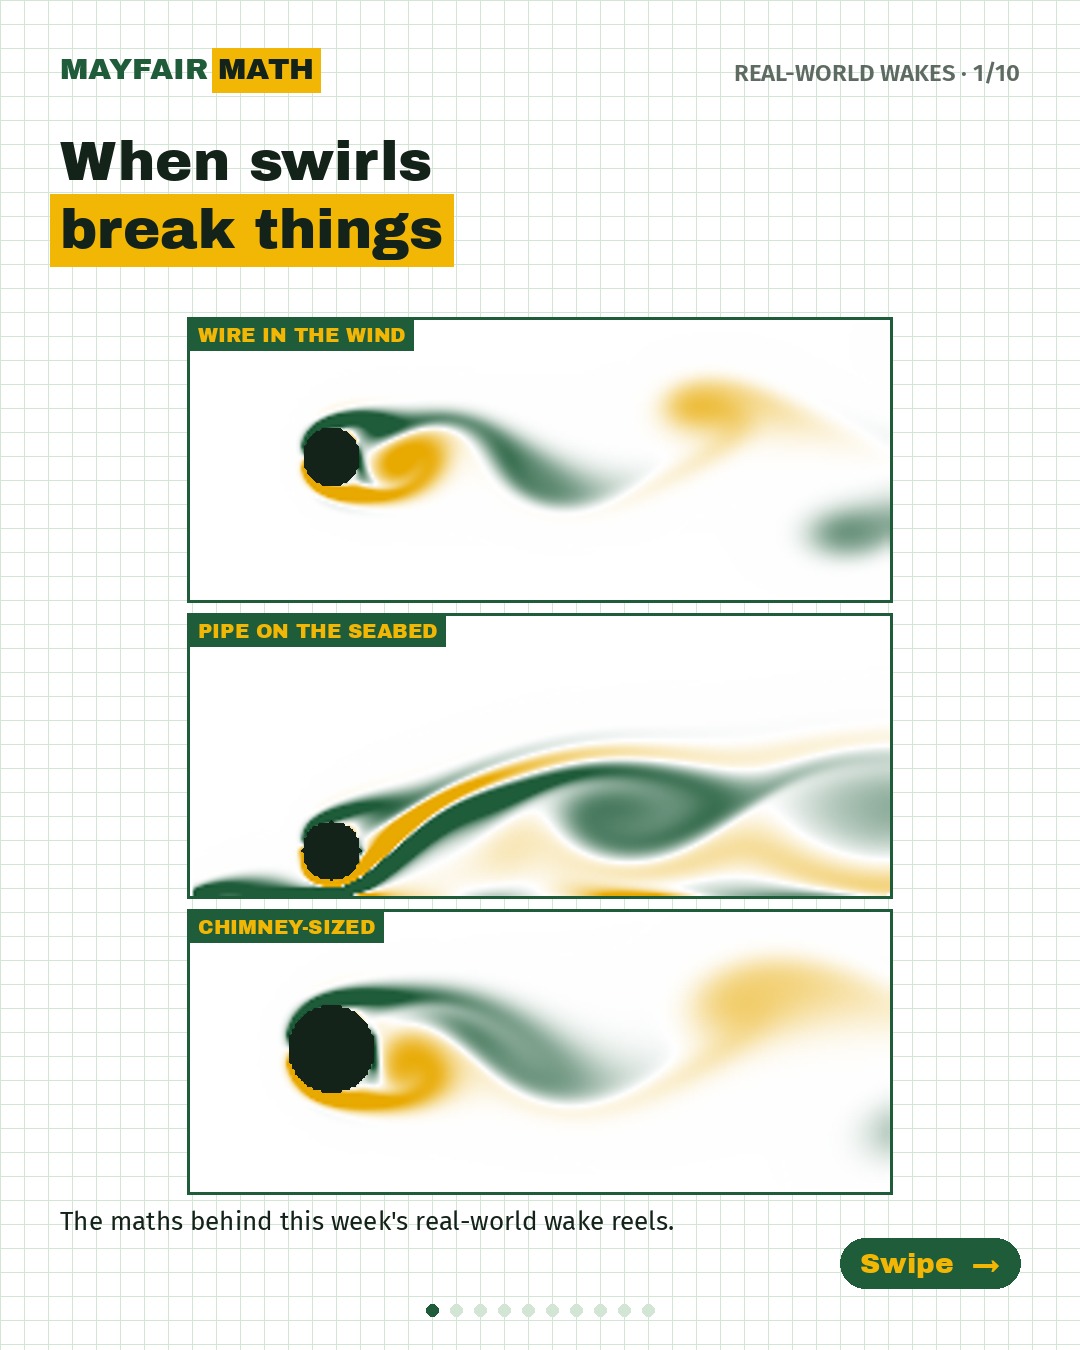 MAYFAIR MATH
REAL-WORLD WAKES · 1/10
When swirls
break things
WIRE IN THE WIND
PIPE ON THE SEABED
CHIMNEY-SIZED
The maths behind this week's real-world wake reels.
Swipe →